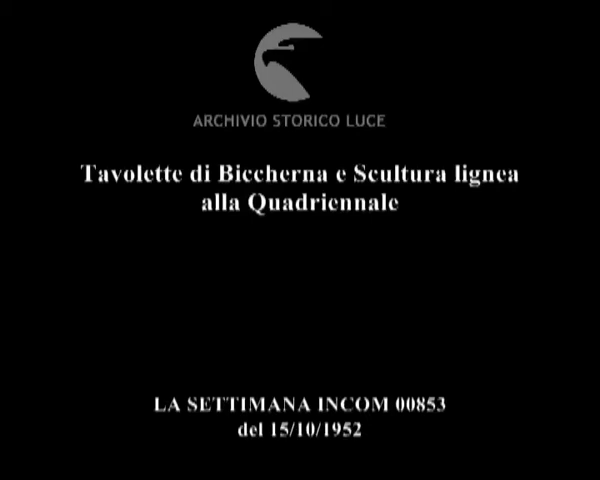 ARCHIVIO STORICO LUCE
Tavolette di Biccherna e Scultura lignea
alla Quadriennale
LA SETTIMANA INCOM 00853
del 15/10/1952